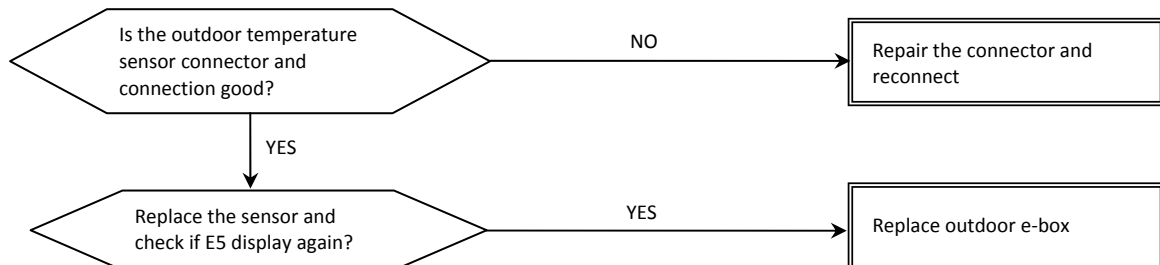 Is the outdoor temperature
sensor connector and
connection good?
NO
Repair the connector and
reconnect
YES
Replace the sensor and
check if E5 display again?
YES
Replace outdoor e-box